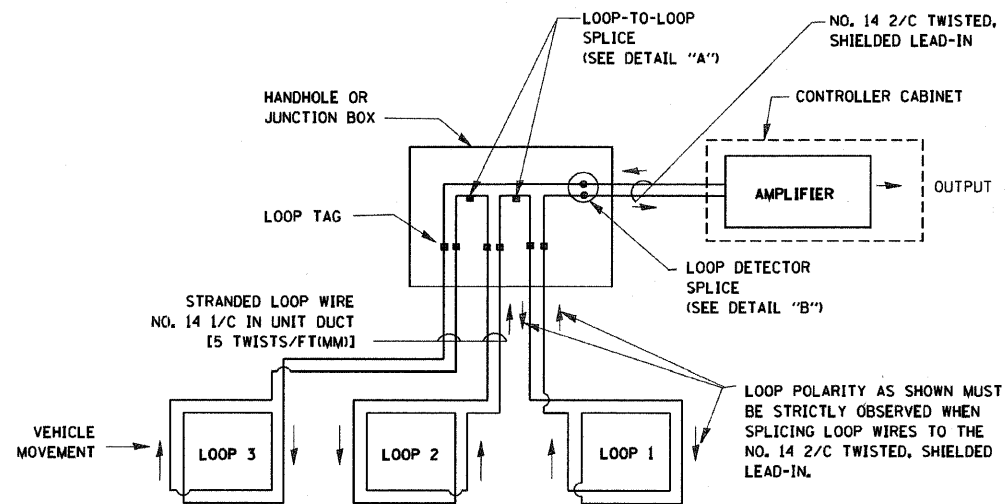 LOOP-TO-LOOP
SPLICE
(SEE DETAIL "A")
NO. 14 2/C TWISTED,
SHIELDED LEAD-IN
HANDHOLE OR
JUNCTION BOX
CONTROLLER CABINET
AMPLIFIER
OUTPUT
LOOP TAG
LOOP DETECTOR
SPLICE
(SEE DETAIL "B")
STRANDED LOOP WIRE
NO. 14 1/C IN UNIT DUCT
[5 TWISTS/FT(MM)]
LOOP POLARITY AS SHOWN MUST
BE STRICTLY OBSERVED WHEN
SPLICING LOOP WIRES TO THE
NO. 14 2/C TWISTED, SHIELDED
LEAD-IN.
VEHICLE
MOVEMENT
LOOP 3
LOOP 2
LOOP 1